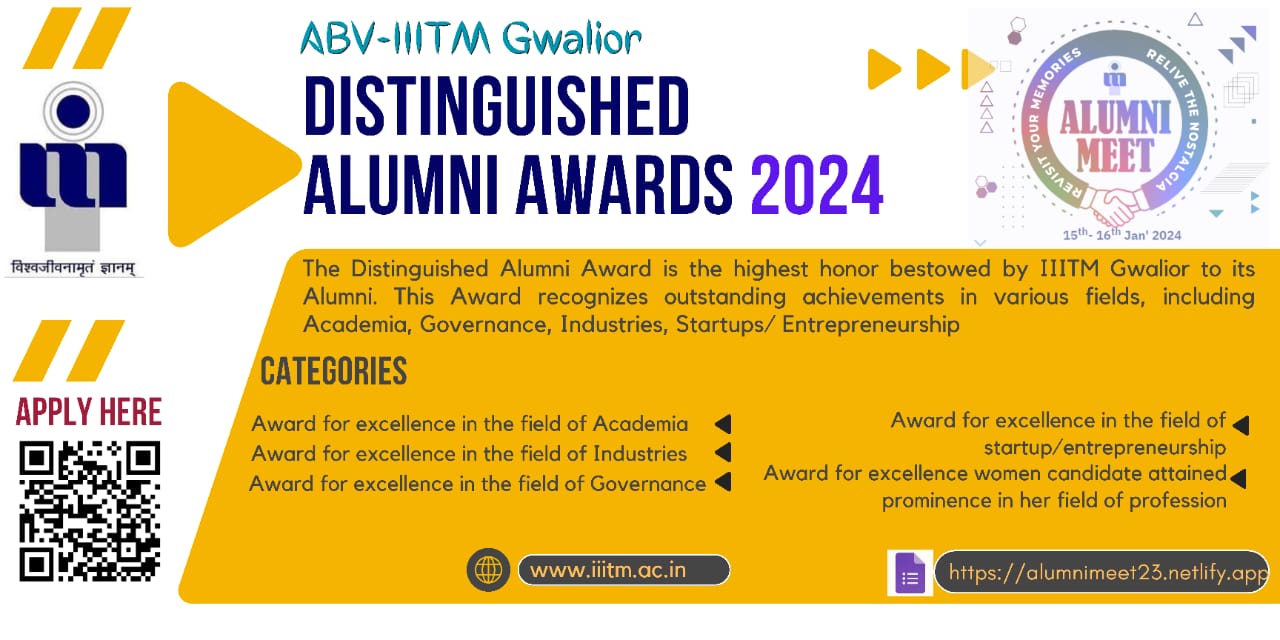 ABV-IIITM Gwalior
DISTINGUISHED
ALUMNI AWARDS 2024
REVISIT YOUR MEMORIES
RELIVE THE NOSTALGIA
ALUMNI
MEET
15th- 16th Jan' 2024
विश्वजीवनामृतं ज्ञानम्
The Distinguished Alumni Award is the highest honor bestowed by IIITM Gwalior to its
Alumni. This Award recognizes outstanding achievements in various fields, including
Academia, Governance, Industries, Startups/ Entrepreneurship
CATEGORIES
Award for excellence in the field of Academia
Award for excellence in the field of Industries
Award for excellence in the field of Governance
Award for excellence in the field of
startup/entrepreneurship
Award for excellence women candidate attained
prominence in her field of profession
APPLY HERE
www.iiitm.ac.in
https://alumnimeet23.netlify.app